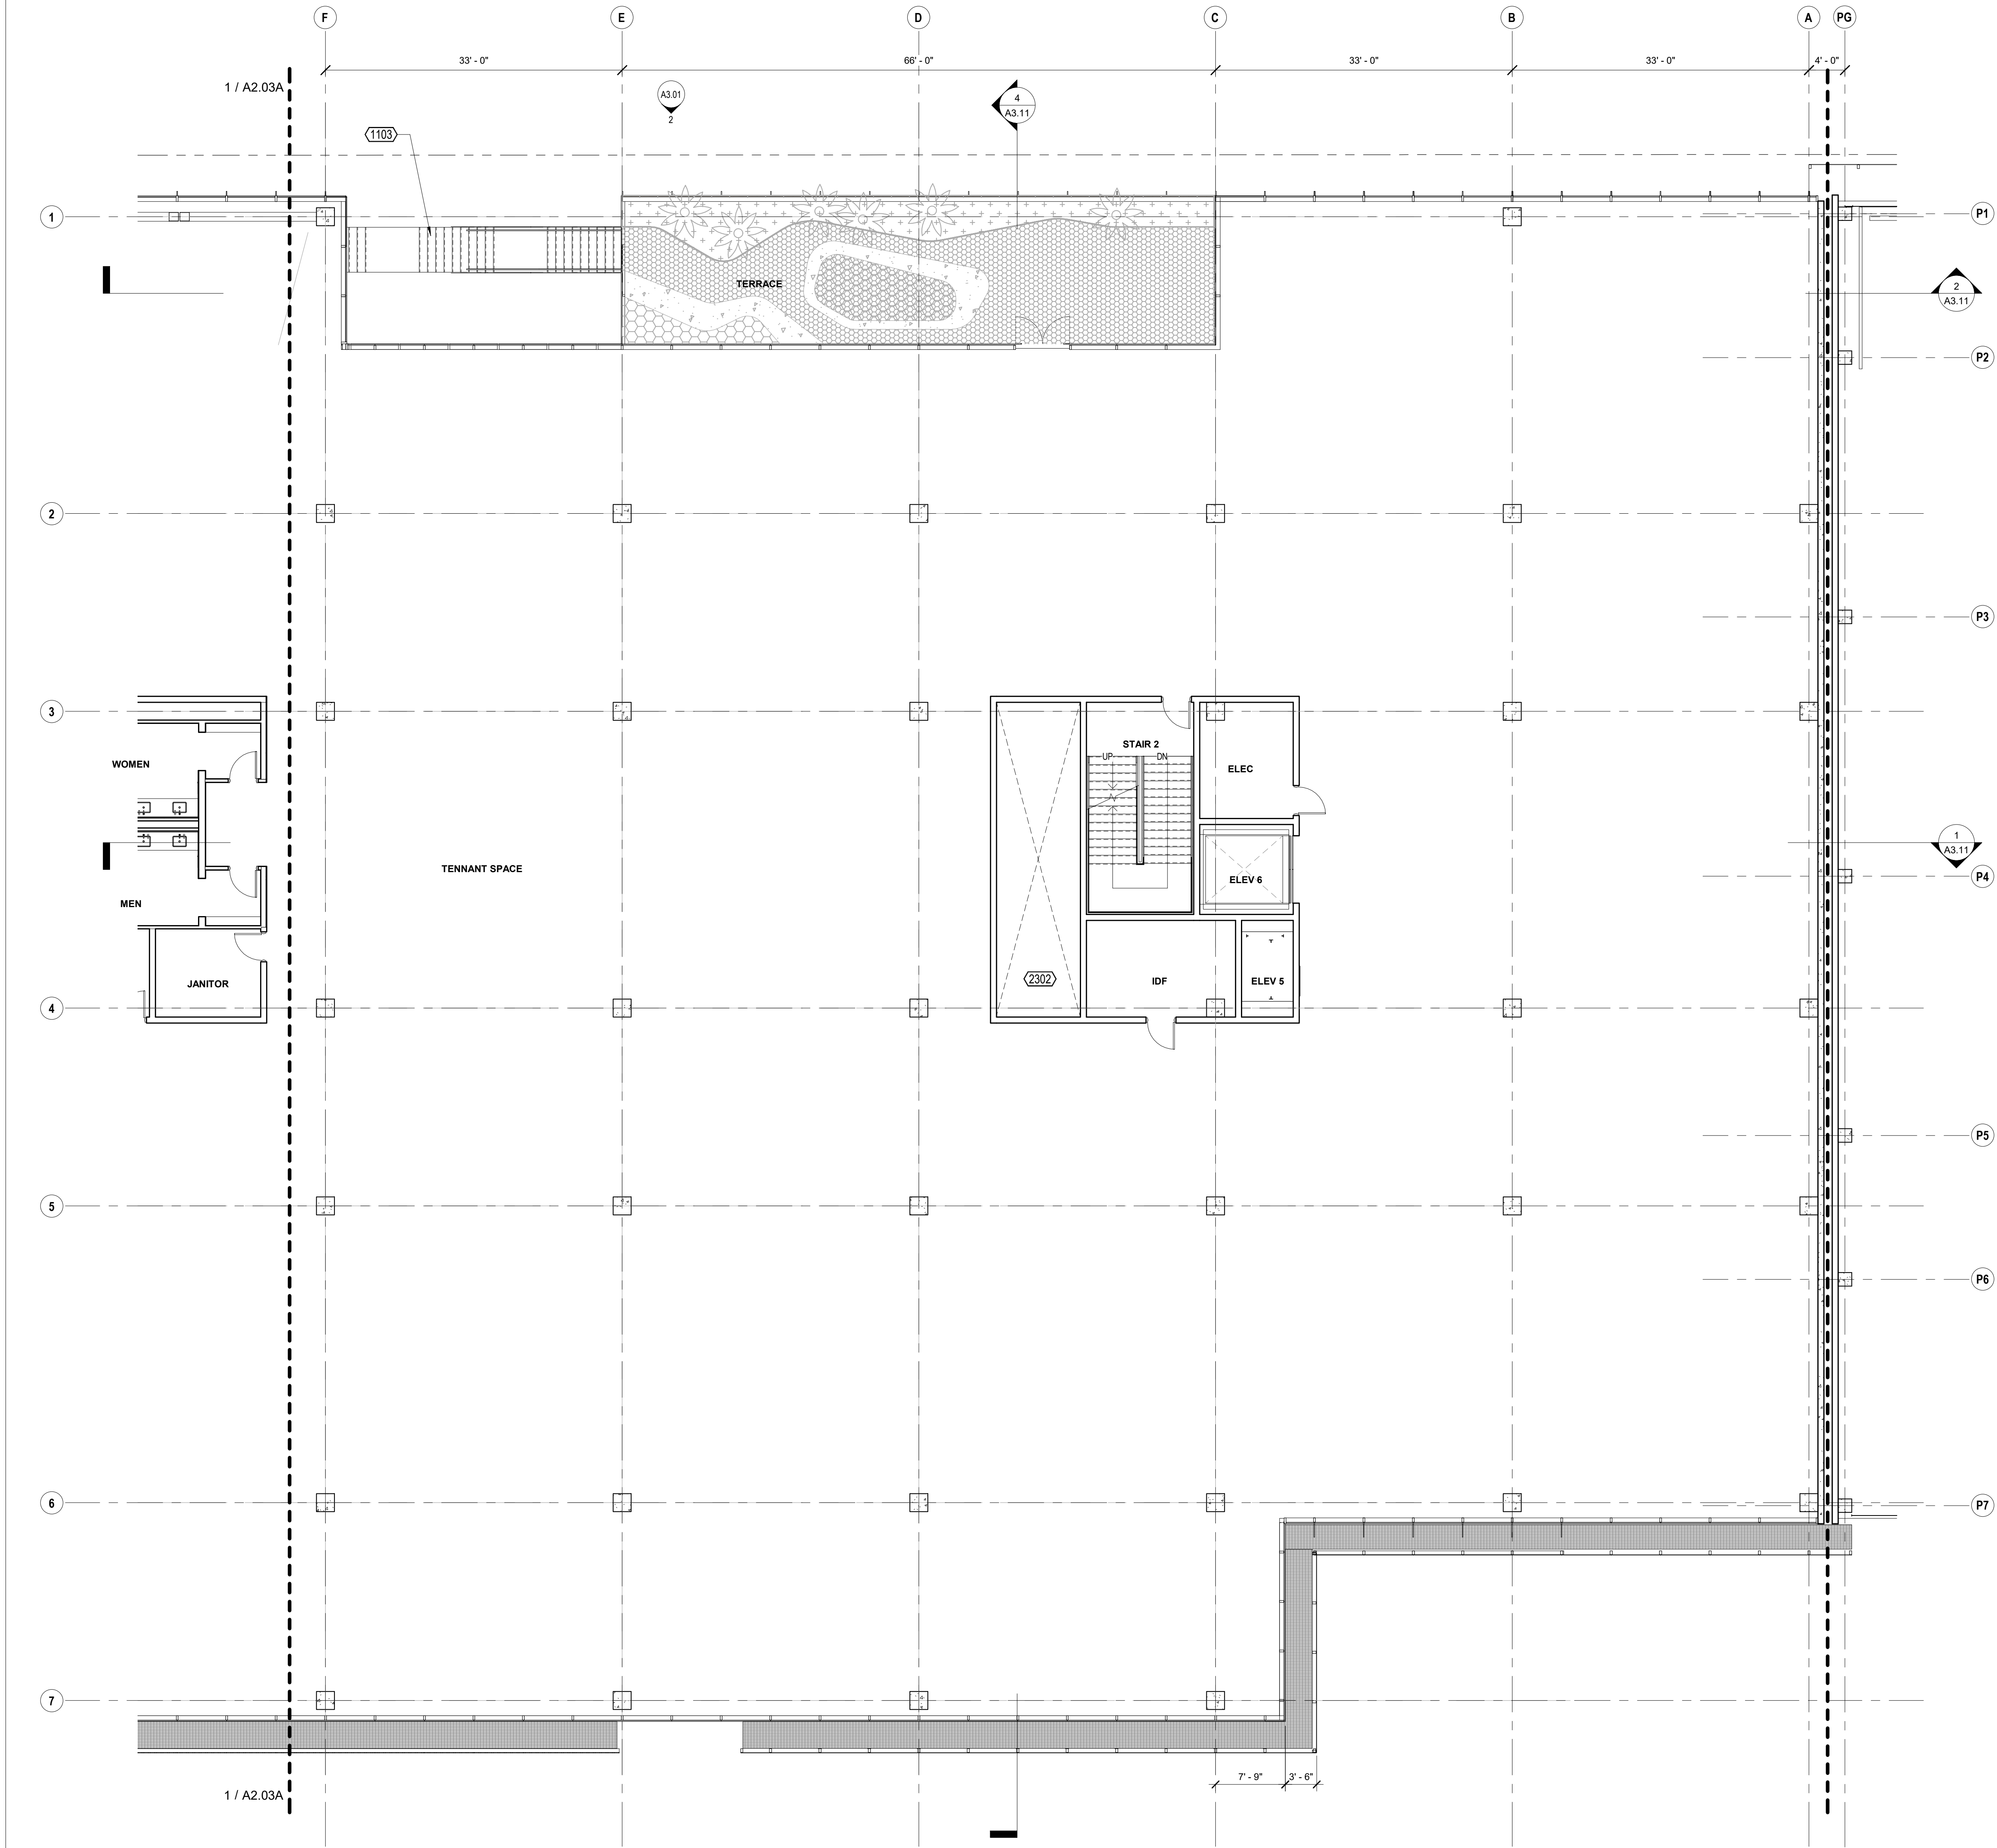 F
E
D
C
B
A
PG
33' - 0"
66' - 0"
33' - 0"
33' - 0"
4' - 0"
1 / A2.03A
A3.01
2
4
A3.11
1103
1
P1
TERRACE
2
A3.11
P2
2
P3
3
WOMEN
STAIR 2
UP
DN
ELEC
1
A3.11
TENNANT SPACE
ELEV 6
P4
MEN
JANITOR
2302
IDF
ELEV 5
4
P5
5
P6
6
P7
7
7' - 9"
3' - 6"
1 / A2.03A